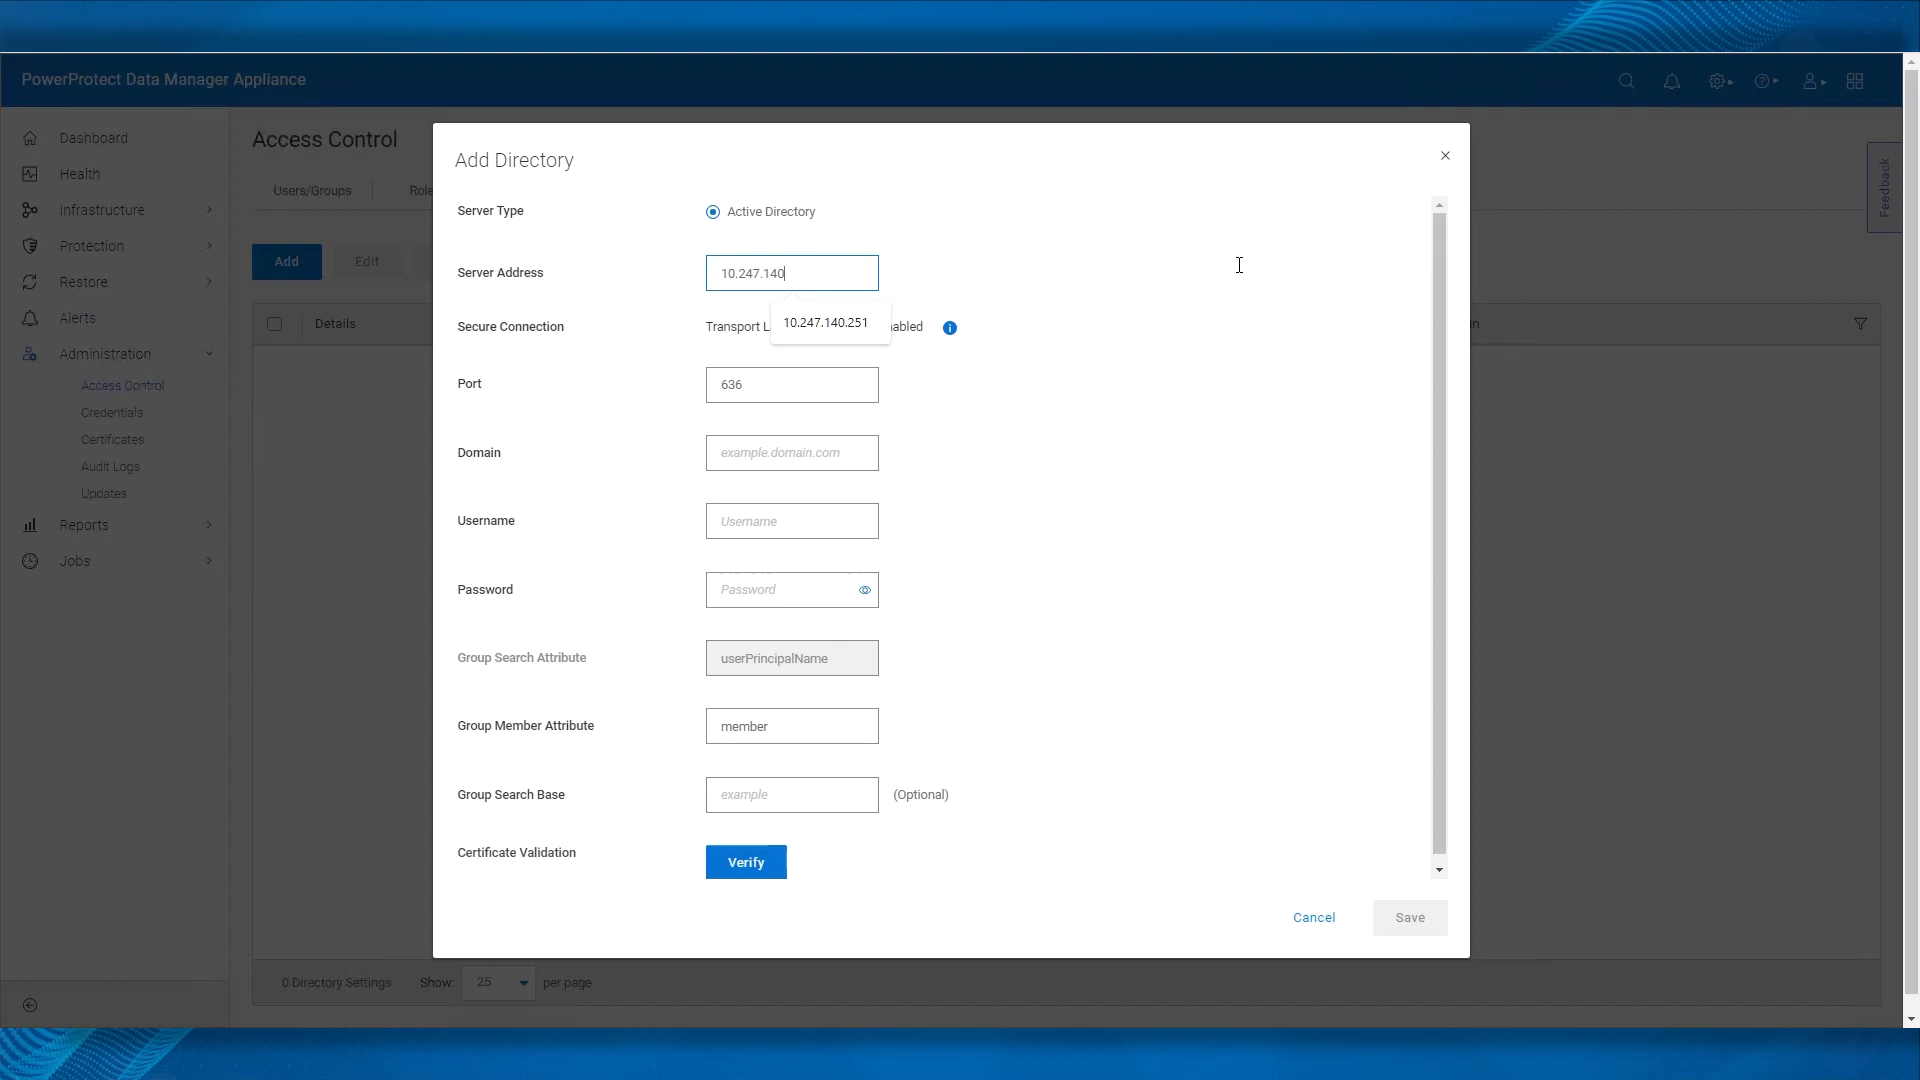 PowerProtect Data Manager Appliance
Dashboard
Health
Infrastructure
Protection
Restore
Alerts
Administration
Access Control
Credentials
Certificates
Audit Logs
Updates
Reports
Jobs
Access Control
Users/Groups
Role
Add
Edit
Details
in
Feedback
Add Directory
Server Type
Active Directory
Server Address
10.247.140
10.247.140.251
Secure Connection
Transport L
abled
Port
636
Domain
example.domain.com
Username
Username
Password
Password
Group Search Attribute
userPrincipalName
Group Member Attribute
member
Group Search Base
example
(Optional)
Certificate Validation
Verify
Cancel
Save
0 Directory Settings
Show:
25
per page